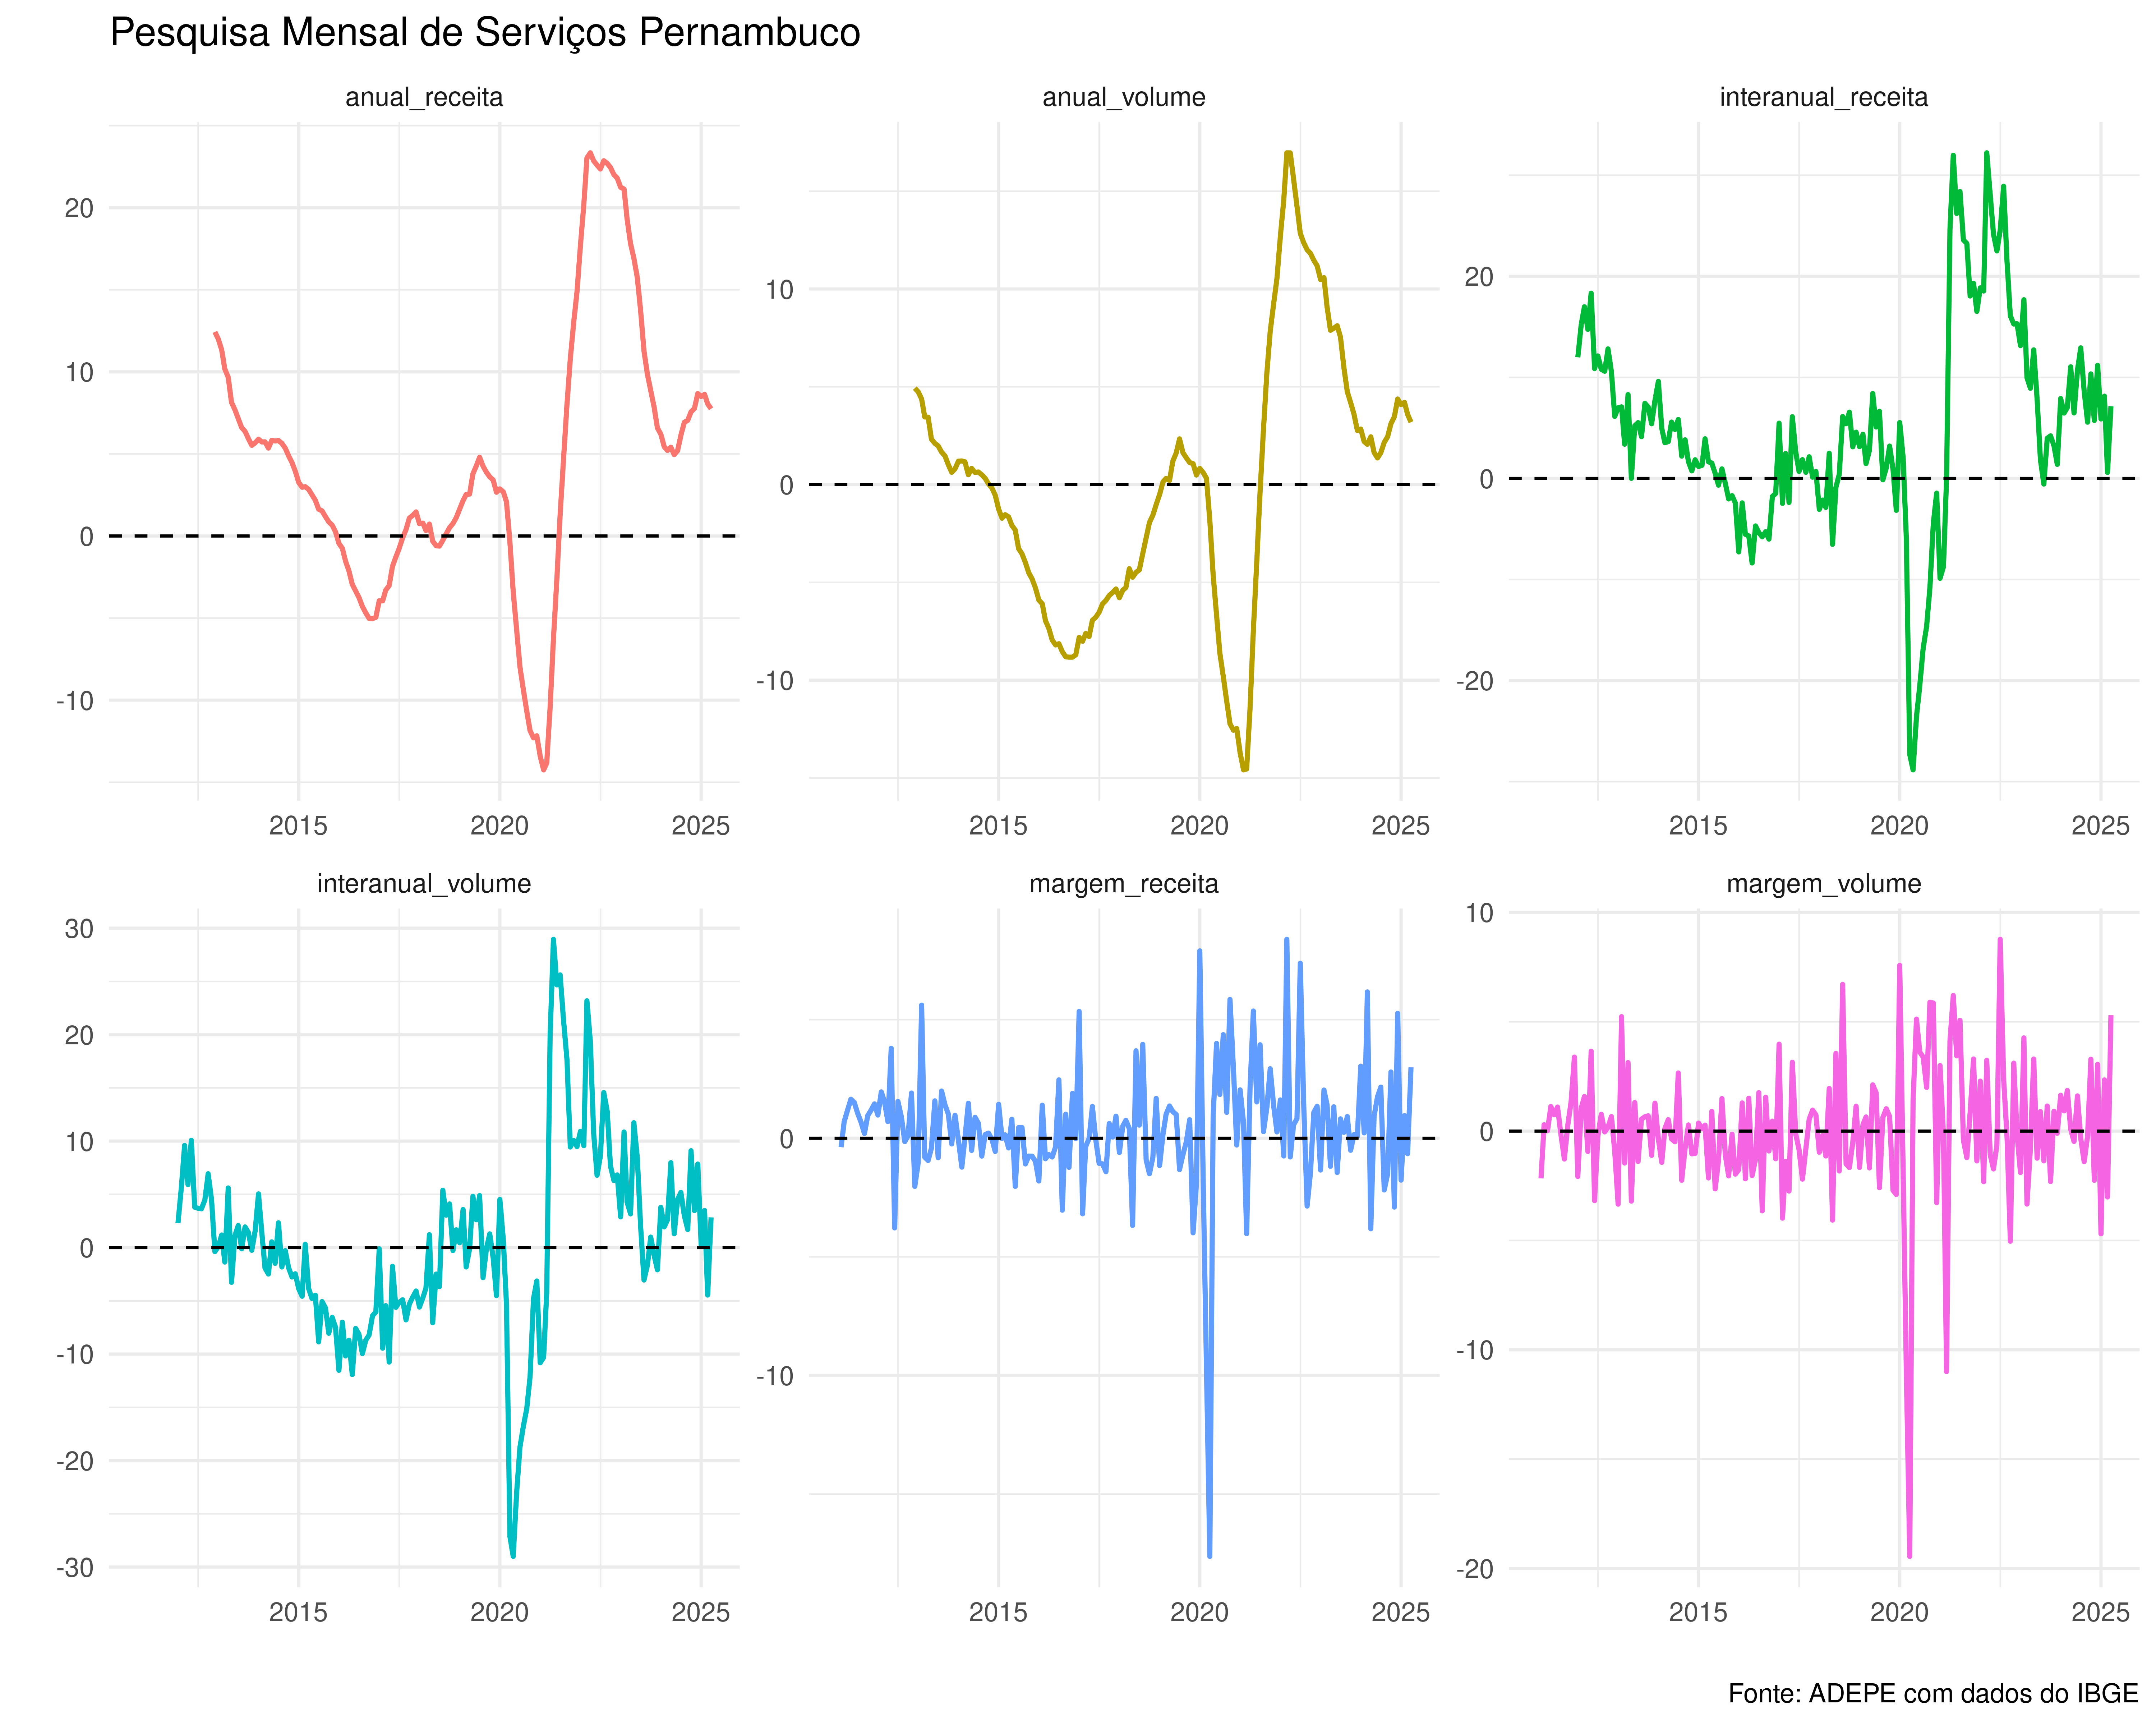 Pesquisa Mensal de Serviços Pernambuco
anual_receita
20
10
0
-10
2015 2020 2025
anual_volume
10
0
-10
2015 2020 2025
interanual_receita
20
0
-20
2015 2020 2025
interanual_volume
30
20
10
0
-10
-20
-30
2015 2020 2025
margem_receita
0
-10
2015 2020 2025
margem_volume
10
0
-10
-20
2015 2020 2025
Fonte: ADEPE com dados do IBGE